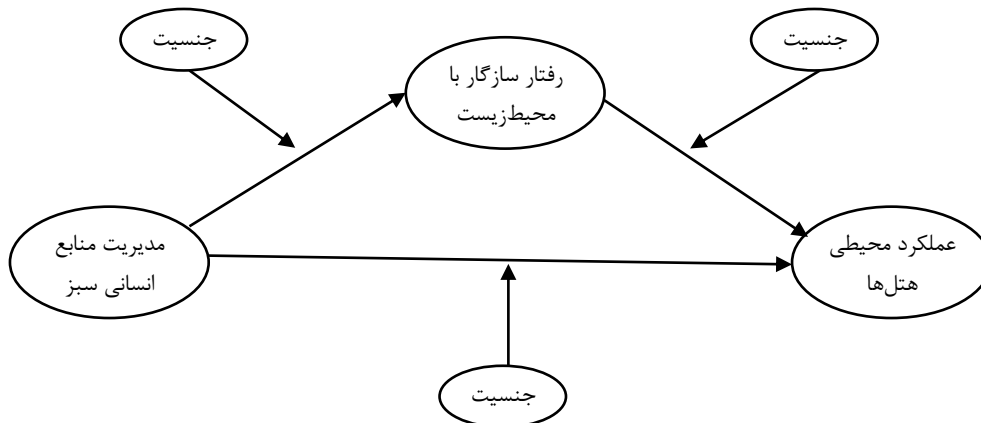 جنسیت
جنسیت
رفتار سازگار با
محیط‌زیست
مدیریت منابع
انسانی سبز
عملکرد محیطی
هتل‌ها
جنسیت